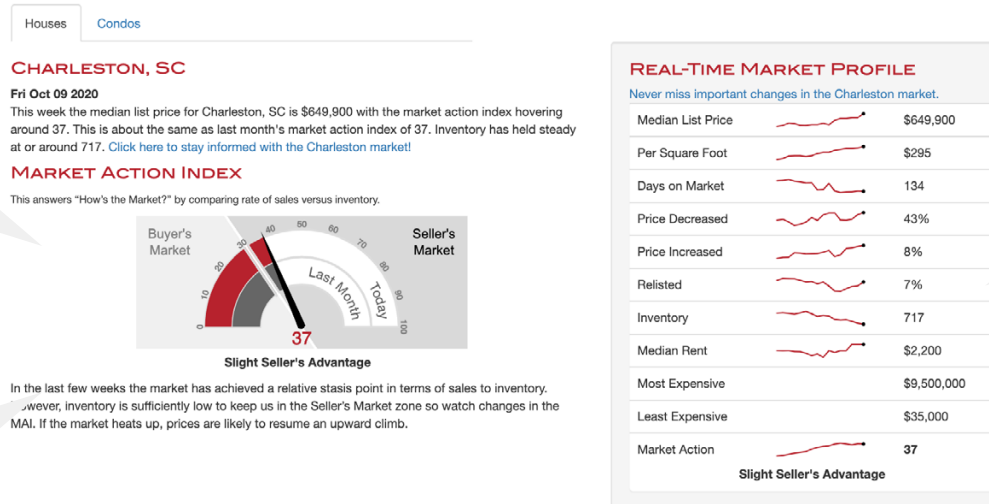 Houses
Condos
CHARLESTON, SC
Fri Oct 09 2020
This week the median list price for Charleston, SC is $649,900 with the market action index hovering
around 37. This is about the same as last month's market action index of 37. Inventory has held steady
at or around 717. Click here to stay informed with the Charleston market!
MARKET ACTION INDEX
This answers “How's the Market?” by comparing rate of sales versus inventory.
Buyer's
Market
Seller's
Market
0
10
20
30
40
50
60
70
80
90
100
Last Month
Today
37
Slight Seller's Advantage
In the last few weeks the market has achieved a relative stasis point in terms of sales to inventory.
However, inventory is sufficiently low to keep us in the Seller's Market zone so watch changes in the
MAI. If the market heats up, prices are likely to resume an upward climb.
REAL-TIME MARKET PROFILE
Never miss important changes in the Charleston market.
Median List Price $649,900
Per Square Foot $295
Days on Market 134
Price Decreased 43%
Price Increased 8%
Relisted 7%
Inventory 717
Median Rent $2,200
Most Expensive $9,500,000
Least Expensive $35,000
Market Action 37
Slight Seller's Advantage